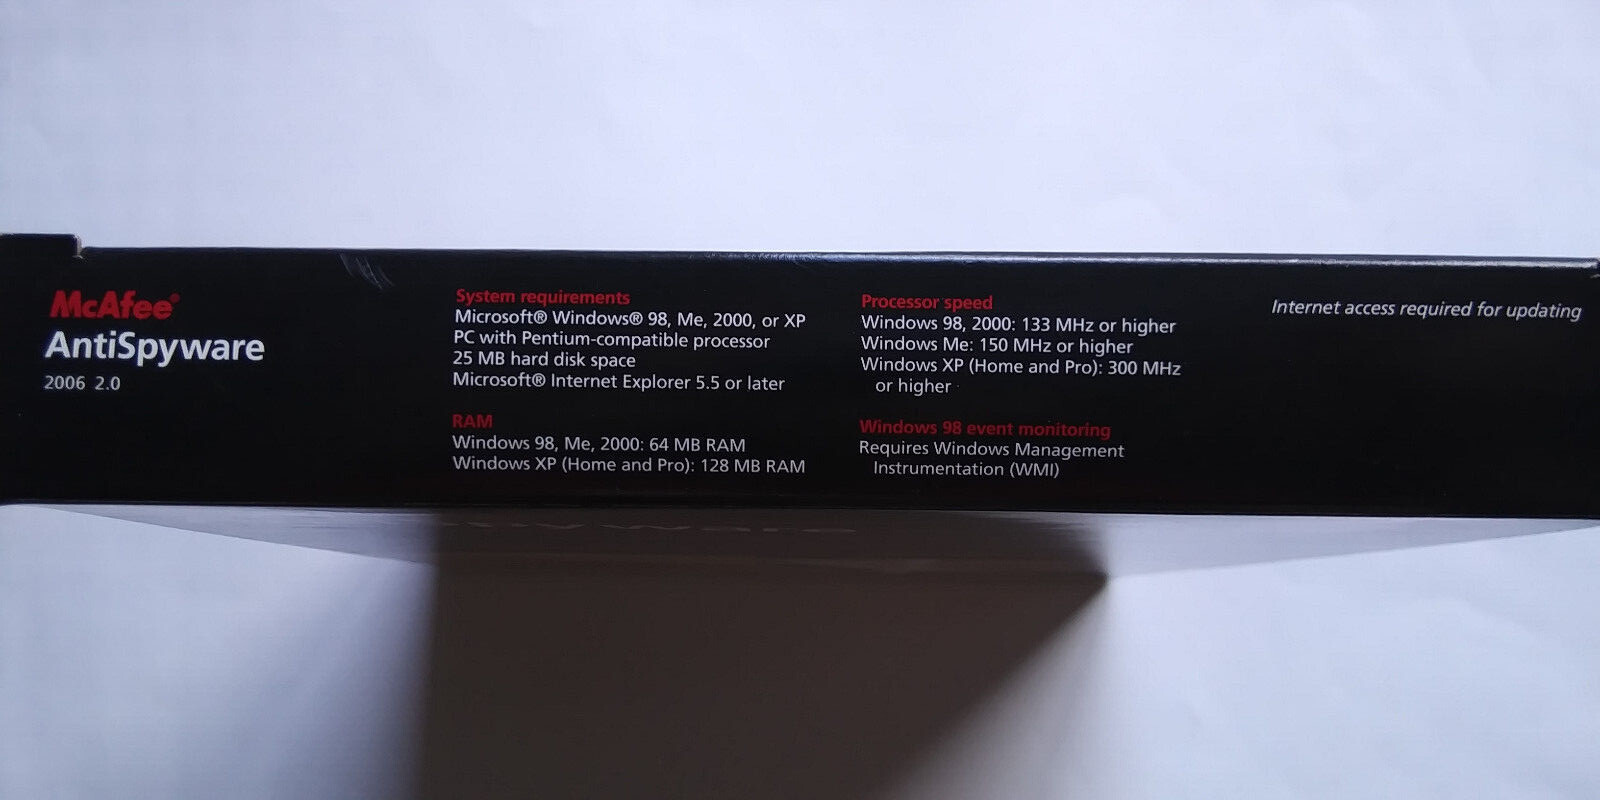 McAfee®
AntiSpyware
2006 2.0
System requirements
Microsoft® Windows® 98, Me, 2000, or XP
PC with Pentium-compatible processor
25 MB hard disk space
Microsoft® Internet Explorer 5.5 or later
RAM
Windows 98, Me, 2000: 64 MB RAM
Windows XP (Home and Pro): 128 MB RAM
Processor speed
Windows 98, 2000: 133 MHz or higher
Windows Me: 150 MHz or higher
Windows XP (Home and Pro): 300 MHz
or higher
Windows 98 event monitoring
Requires Windows Management
Instrumentation (WMI)
Internet access required for updating